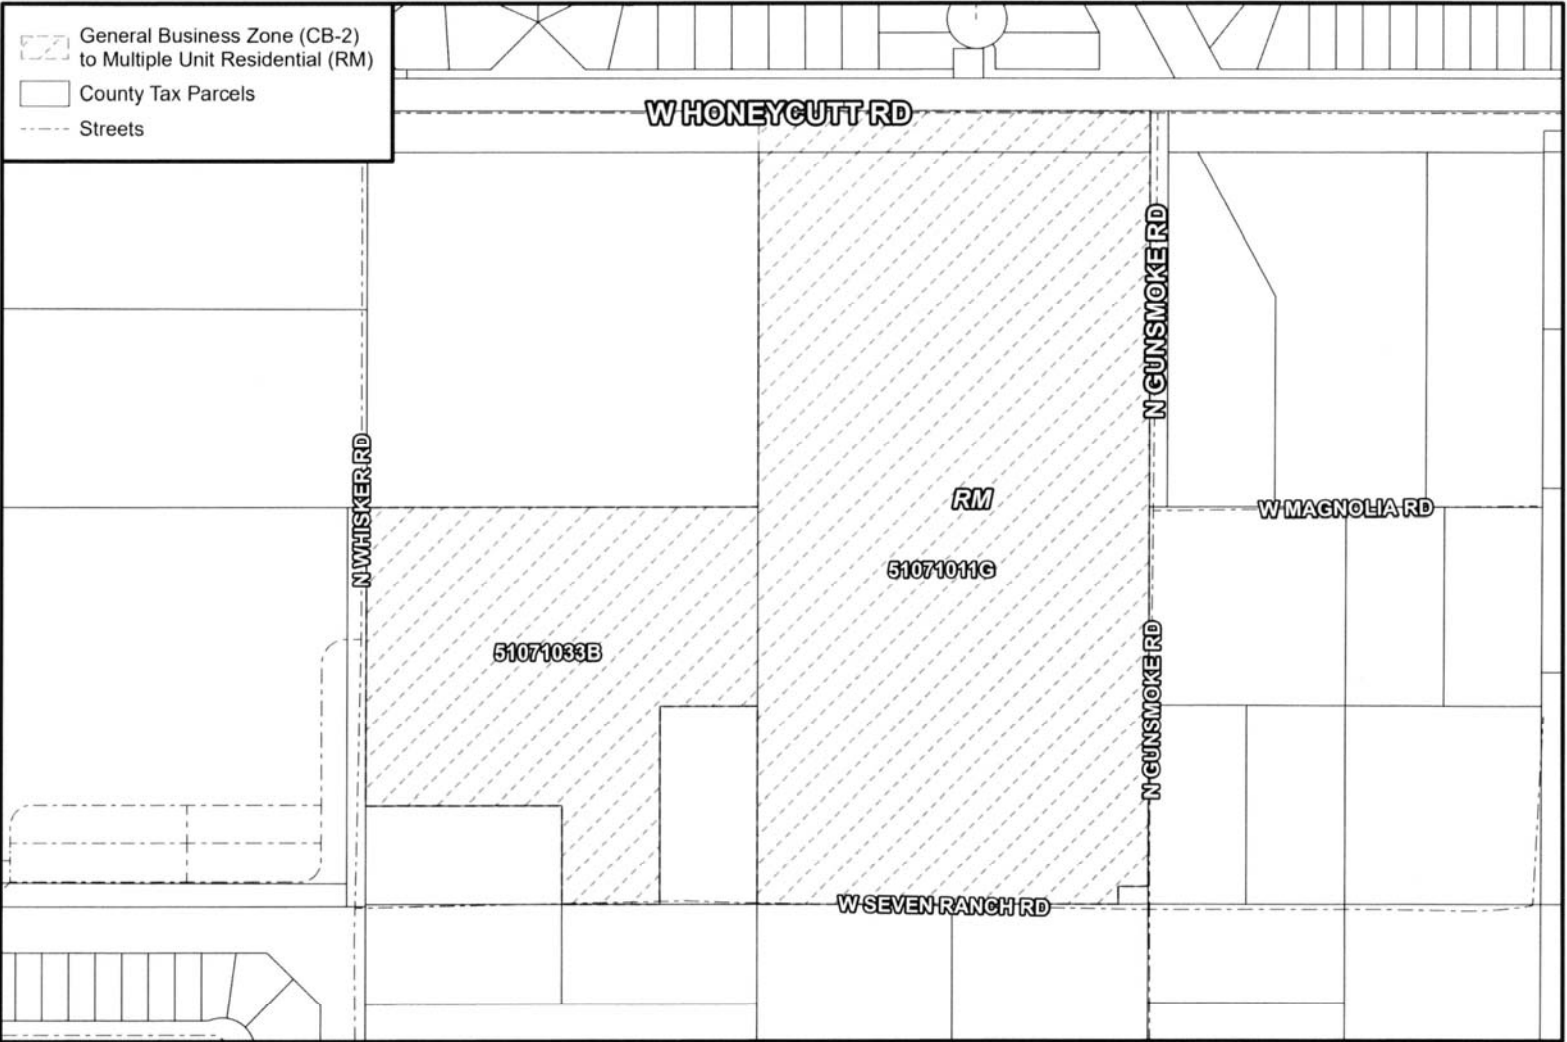 General Business Zone (CB-2)
to Multiple Unit Residential (RM)
County Tax Parcels
Streets
W HONEYCUTT RD
N GUNSMOKE RD
N WHISKER RD
RM
W MAGNOLIA RD
51071011G
51071033B
N GUNSMOKE RD
W SEVEN RANCH RD